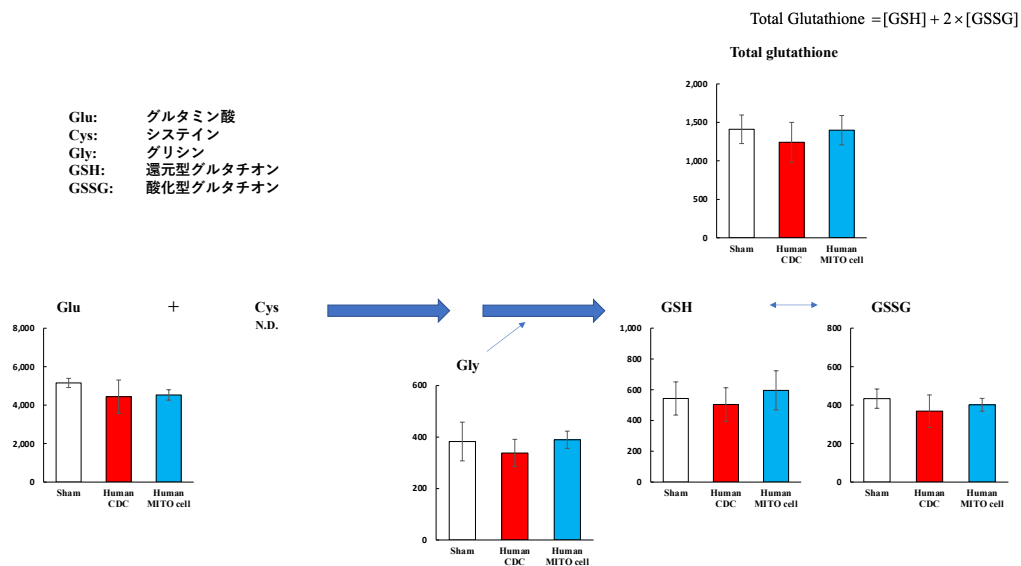 Total Glutathione =[GSH] + 2×[GSSG]
Total glutathione
2,000
1,500
1,000
500
0
Sham
Human CDC
Human MITO cell
Glu: グルタミン酸
Cys: システイン
Gly: グリシン
GSH: 還元型グルタチオン
GSSG: 酸化型グルタチオン
Glu + Cys
N.D.
GSH
GSSG
Gly
8,000
6,000
4,000
2,000
0
Sham
Human CDC
Human MITO cell
600
400
200
0
Sham
Human CDC
Human MITO cell
1,000
800
600
400
200
0
Sham
Human CDC
Human MITO cell
800
600
400
200
0
Sham
Human CDC
Human MITO cell